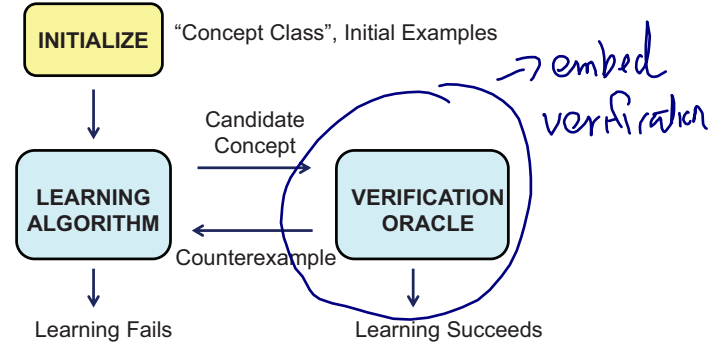 INITIALIZE
“Concept Class”, Initial Examples
→ embed
verification
Candidate
Concept
LEARNING
ALGORITHM
VERIFICATION
ORACLE
Counterexample
Learning Fails
Learning Succeeds